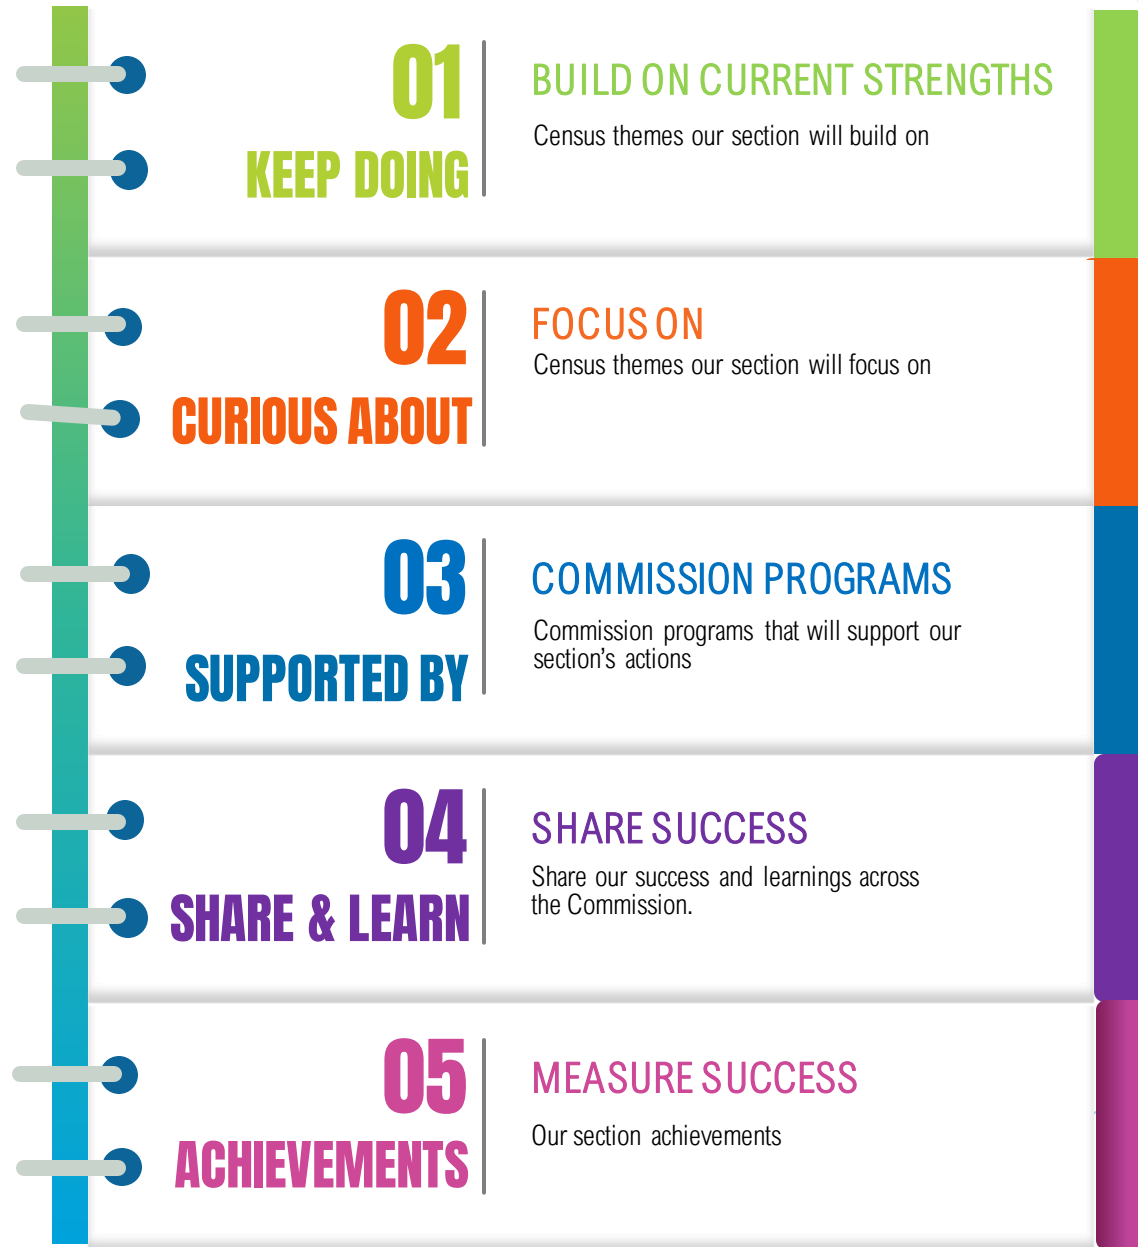 01
KEEP DOING
BUILD ON CURRENT STRENGTHS
Census themes our section will build on
02
CURIOUS ABOUT
FOCUS ON
Census themes our section will focus on
03
SUPPORTED BY
COMMISSION PROGRAMS
Commission programs that will support our
section’s actions
04
SHARE & LEARN
SHARE SUCCESS
Share our success and learnings across
the Commission.
05
ACHIEVEMENTS
MEASURE SUCCESS
Our section achievements